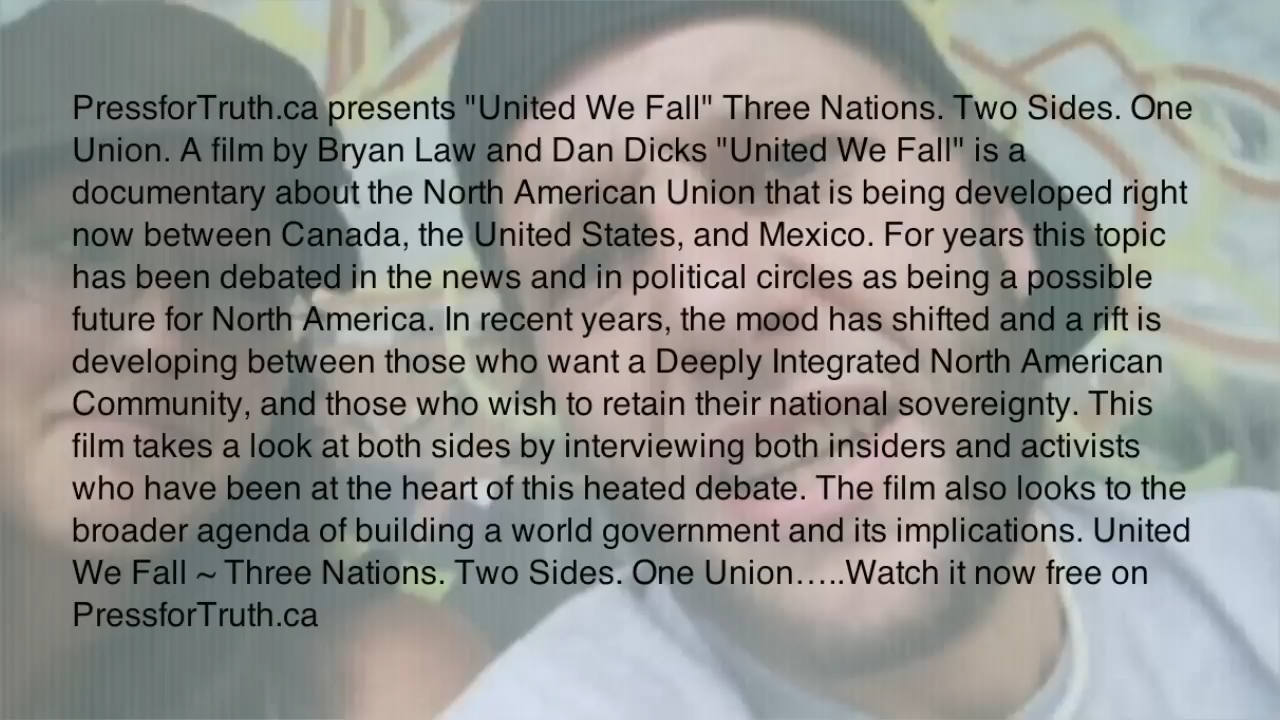 PressforTruth.ca presents "United We Fall" Three Nations. Two Sides. One
Union. A film by Bryan Law and Dan Dicks "United We Fall" is a
documentary about the North American Union that is being developed right
now between Canada, the United States, and Mexico. For years this topic
has been debated in the news and in political circles as being a possible
future for North America. In recent years, the mood has shifted and a rift is
developing between those who want a Deeply Integrated North American
Community, and those who wish to retain their national sovereignty. This
film takes a look at both sides by interviewing both insiders and activists
who have been at the heart of this heated debate. The film also looks to the
broader agenda of building a world government and its implications. United
We Fall ~ Three Nations. Two Sides. One Union…..Watch it now free on
PressforTruth.ca